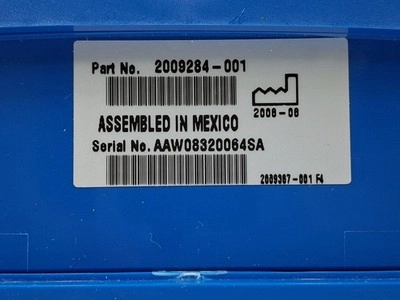 Part No. 2009284-001
2008-08
ASSEMBLED IN MEXICO
Serial No. AAW08320064SA
2009367-001 F4